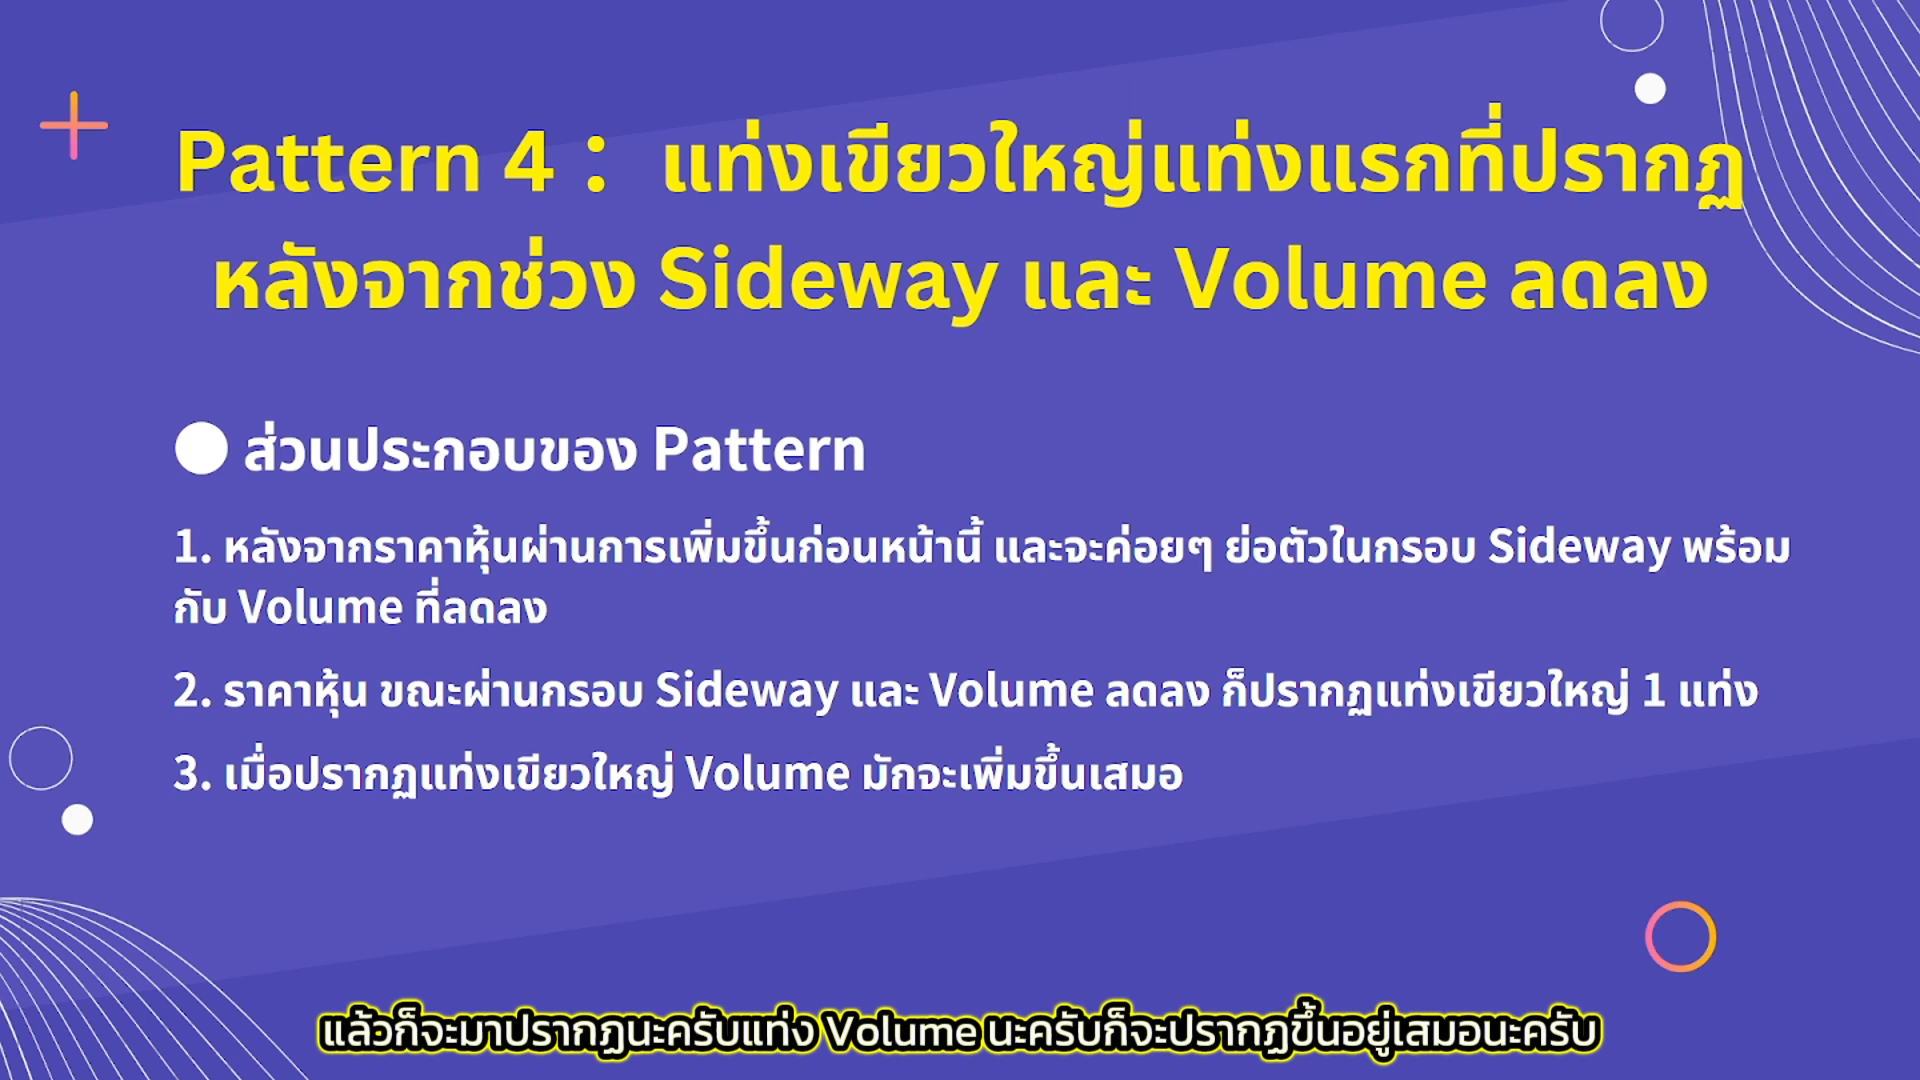 Pattern 4 : แท่งเขียวใหญ่แท่งแรกที่ปรากฏ
หลังจากช่วง Sideway และ Volume ลดลง
ส่วนประกอบของ Pattern
1. หลังจากราคาหุ้นผ่านการเพิ่มขึ้นก่อนหน้านี้ และจะค่อยๆ ย่อตัวในกรอบ Sideway พร้อม
กับ Volume ที่ลดลง
2. ราคาหุ้น ขณะผ่านกรอบ Sideway และ Volume ลดลง ก็ปรากฏแท่งเขียวใหญ่ 1 แท่ง
3. เมื่อปรากฏแท่งเขียวใหญ่ Volume มักจะเพิ่มขึ้นเสมอ
แล้วก็จะมาปรากฏนะครับแท่ง Volume นะครับก็จะปรากฏขึ้นอยู่เสมอนะครับ